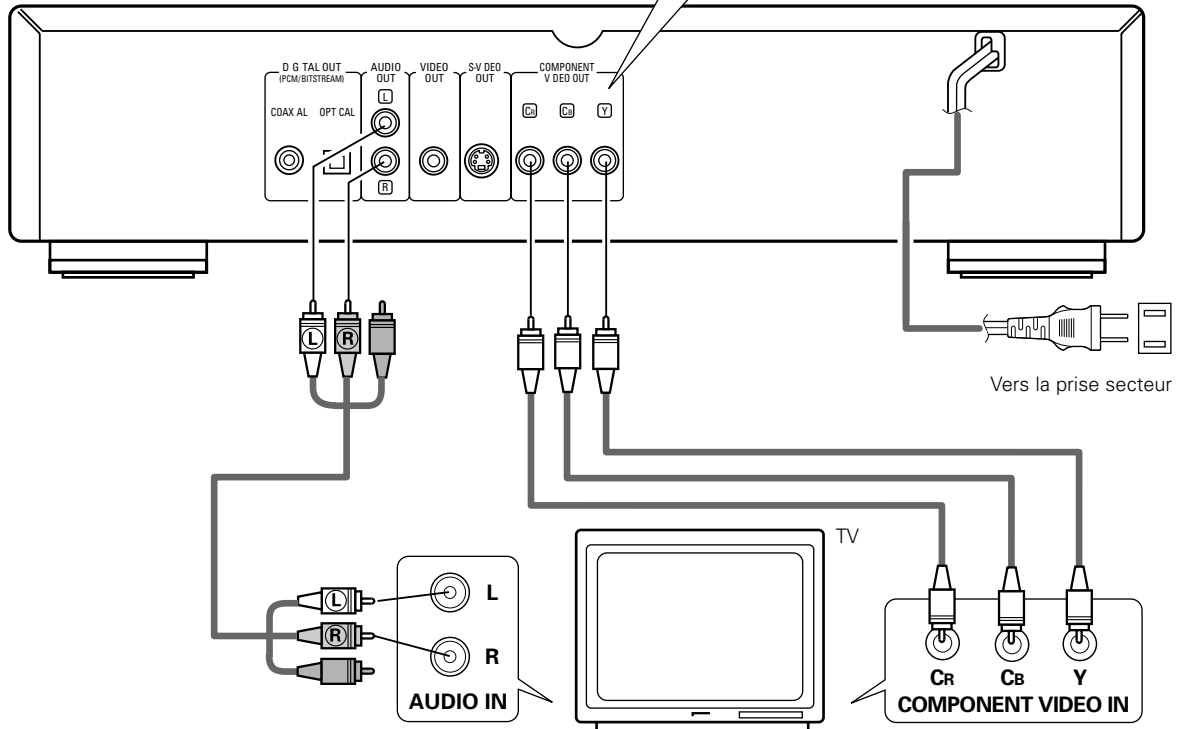 D G TAL OUT
(PCM/BITSTREAM)
COAX AL OPT CAL
AUDIO
OUT
L
R
VIDEO
OUT
S-V DEO
OUT
COMPONENT
V DEO OUT
CR CB Y
Vers la prise secteur
L R
TV
L
R
L
R
AUDIO IN
CR CB Y
COMPONENT VIDEO IN